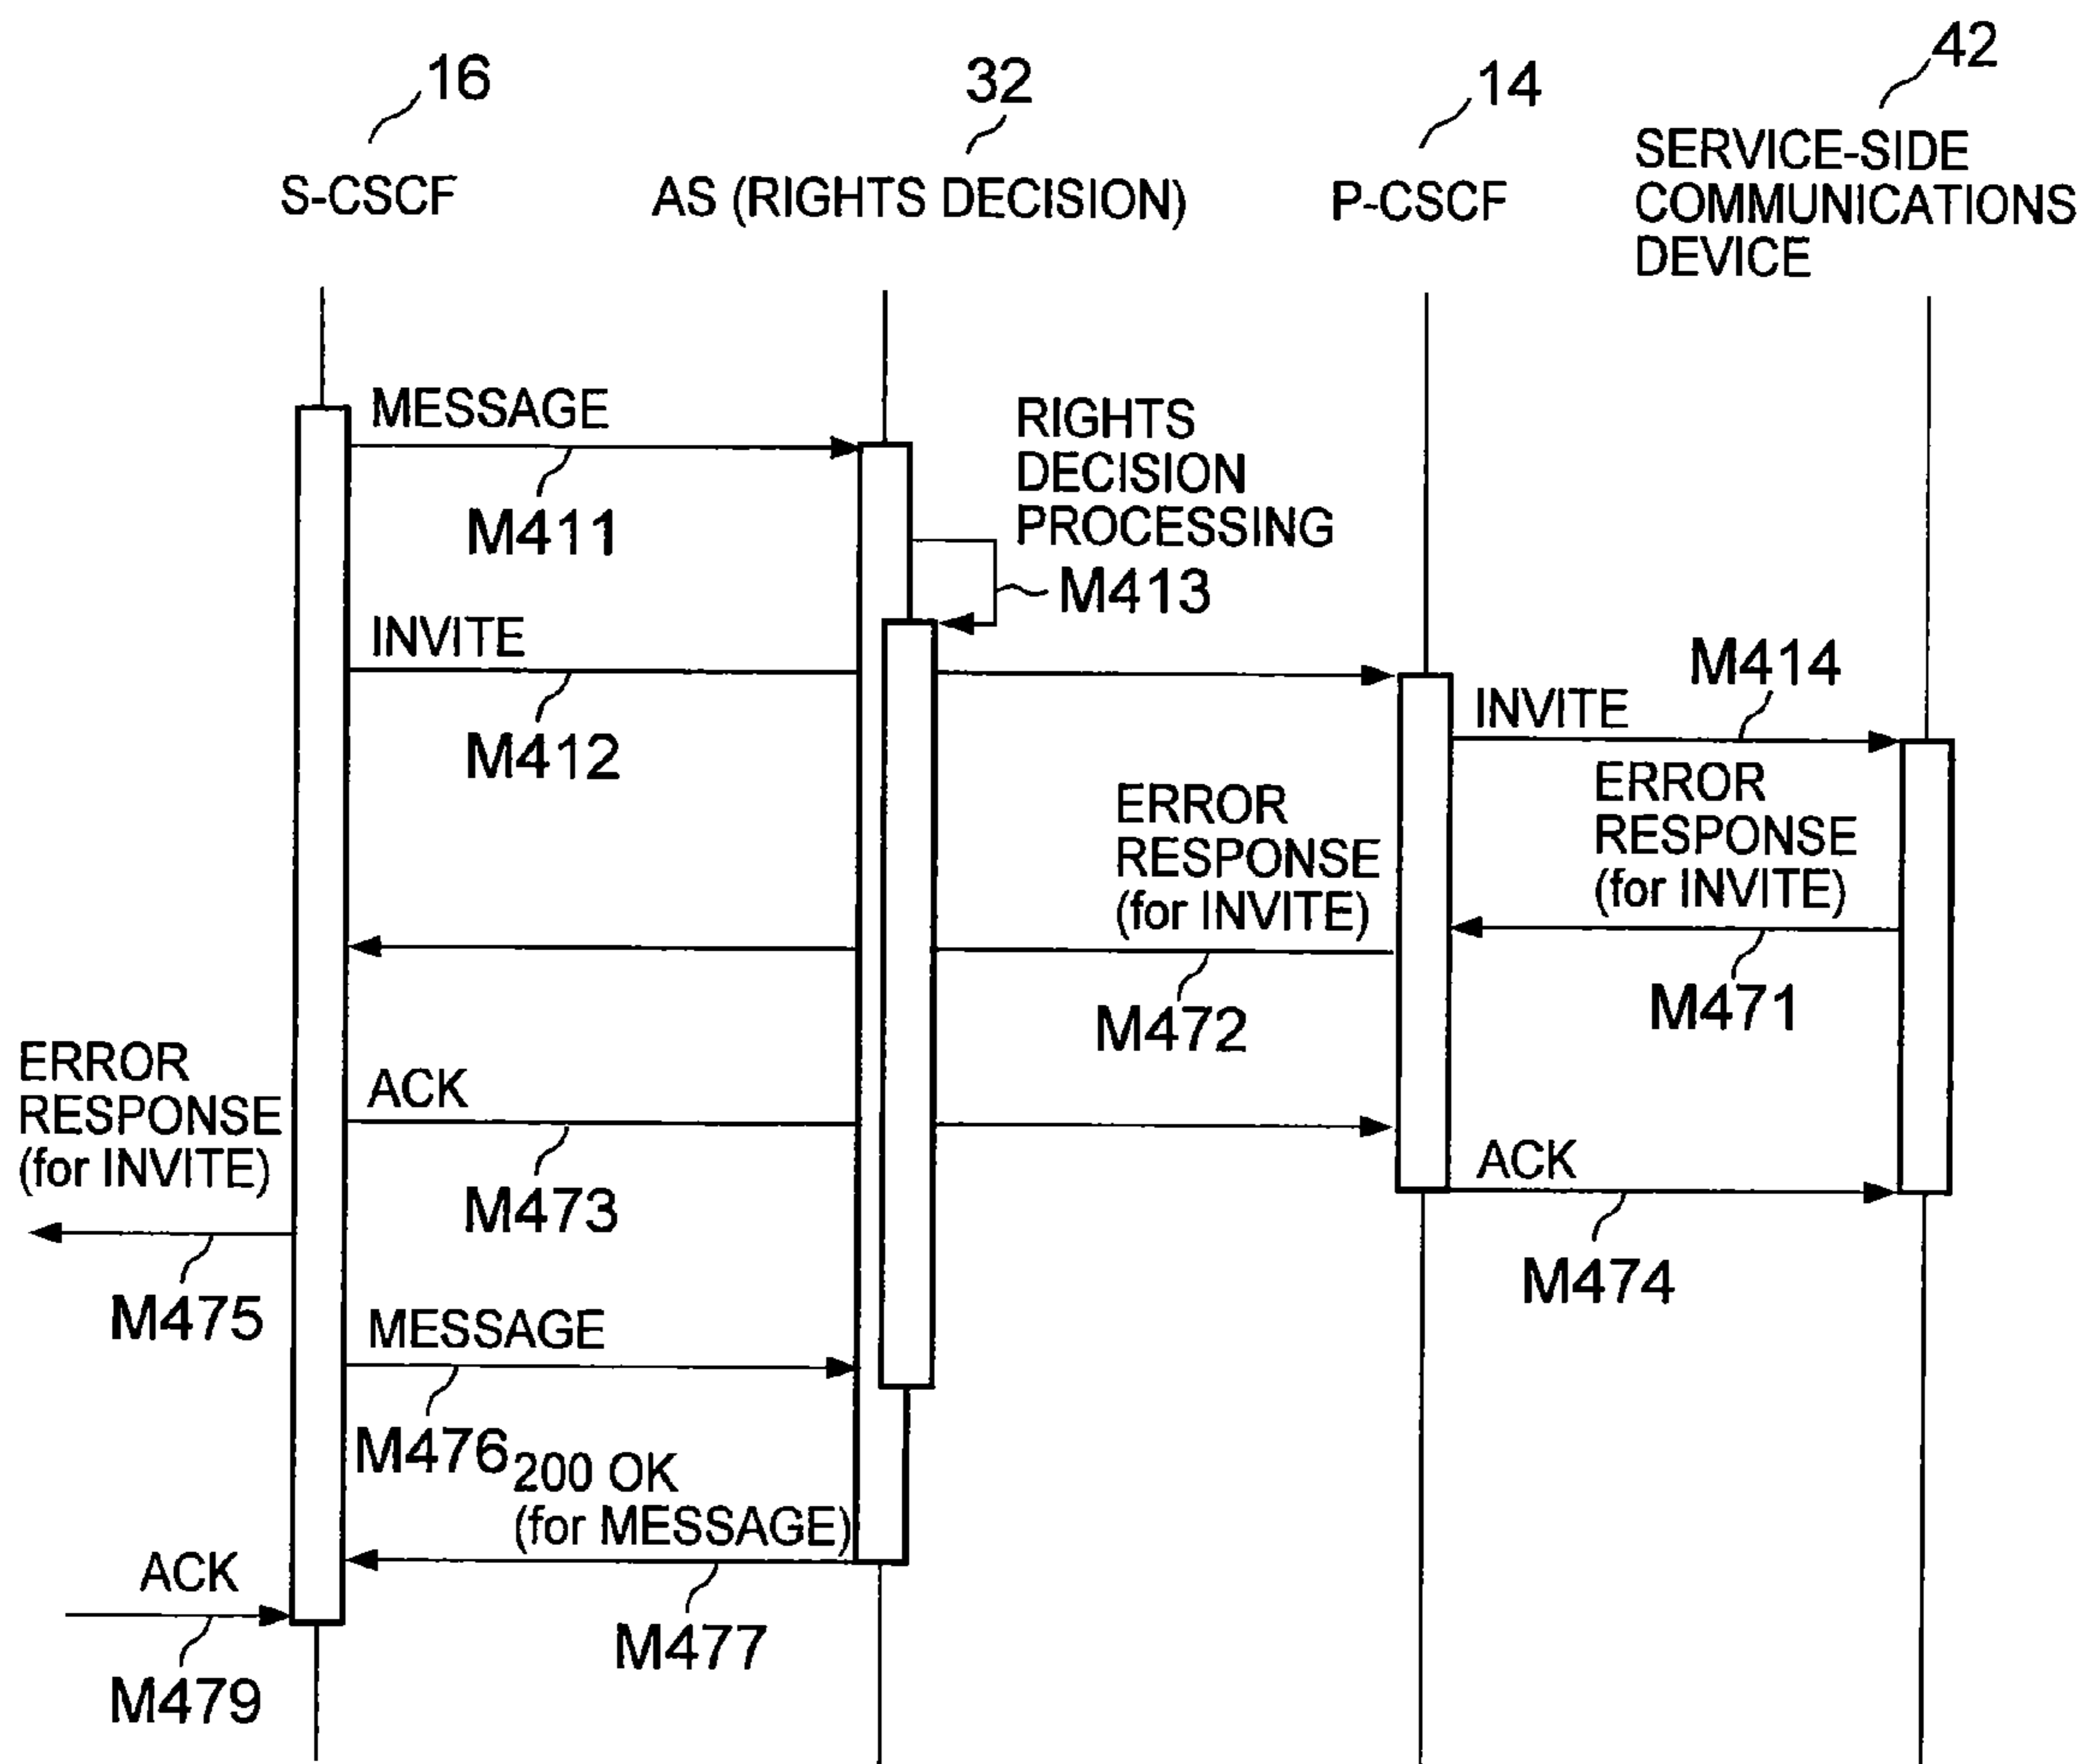 16
32
14
42
S-CSCF
AS (RIGHTS DECISION)
P-CSCF
SERVICE-SIDE
COMMUNICATIONS
DEVICE
MESSAGE
M411
RIGHTS
DECISION
PROCESSING
M413
INVITE
M412
M414
INVITE
ERROR
RESPONSE
(for INVITE)
M471
ERROR
RESPONSE
(for INVITE)
M472
ACK
M473
ACK
M474
ERROR
RESPONSE
(for INVITE)
M475
MESSAGE
M476
200 OK
(for MESSAGE)
M477
ACK
M479